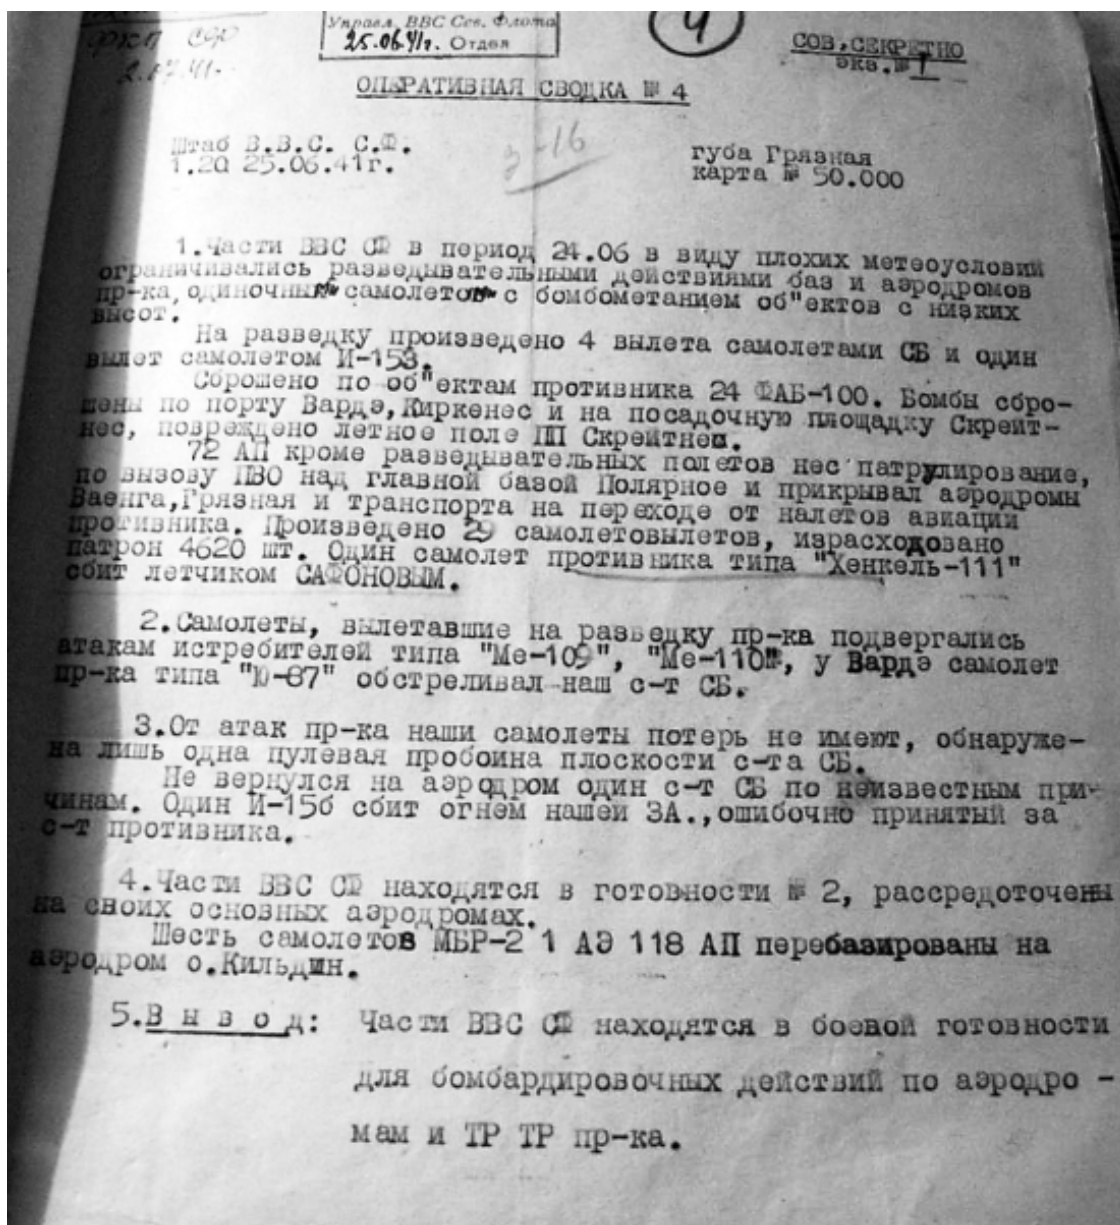 Управл. ВВС Сев. Флота
25.06.41г. Отдел
4
ФКП СФ
2.07.41.
СОВ.СЕКРЕТНО
экз.№ 1
ОПЕРАТИВНАЯ СВОДКА № 4
Штаб В.В.С. С.Ф.
1.20 25.06.41г.
3-16
губа Грязная
карта № 50.000
1.Части ВВС СФ в период 24.06 в виду плохих метеоусловий
ограничивались разведывательными действиями баз и аэродромов
пр-ка, одиночных самолетов с бомбометанием об"ектов с низких
высот.
На разведку произведено 4 вылета самолетами СБ и один
вылет самолетом И-153.
Сброшено по об"ектам противника 24 ФАБ-100. Бомбы сбро-
шены по порту Вардэ,Киркенес и на посадочную площадку Скрейт-
нес, повреждено летное поле ПП Скрейтнес.
72 АП кроме разведывательных полетов нес патрулирование,
по вызову ПВО над главной базой Полярное и прикрывал аэродромы
Ваенга,Грязная и транспорта на переходе от налетов авиации
противника. Произведено 29 самолетовылетов, израсходовано
патрон 4620 шт. Один самолет противника типа "Хенкель-111"
сбит летчиком САФОНОВЫМ.
2.Самолеты, вылетавшие на разведку пр-ка подвергались
атакам истребителей типа "Ме-109", "Ме-110", у Вардэ самолет
пр-ка типа "Ю-87" обстреливал наш с-т СБ.
3.От атак пр-ка наши самолеты потерь не имеют, обнаруже-
на лишь одна пулевая пробоина плоскости с-та СБ.
Не вернулся на аэродром один с-т СБ по неизвестным при-
чинам. Один И-15б сбит огнем нашей ЗА.,ошибочно принятый за
с-т противника.
4.Части ВВС СФ находятся в готовности № 2, рассредоточены
на своих основных аэродромах.
Шесть самолетов МБР-2 1 АЭ 118 АП перебазированы на
аэродром о.Кильдин.
5.В ы в о д: Части ВВС СФ находятся в боевой готовности
для бомбардировочных действий по аэродро -
мам и ТР ТР пр-ка.